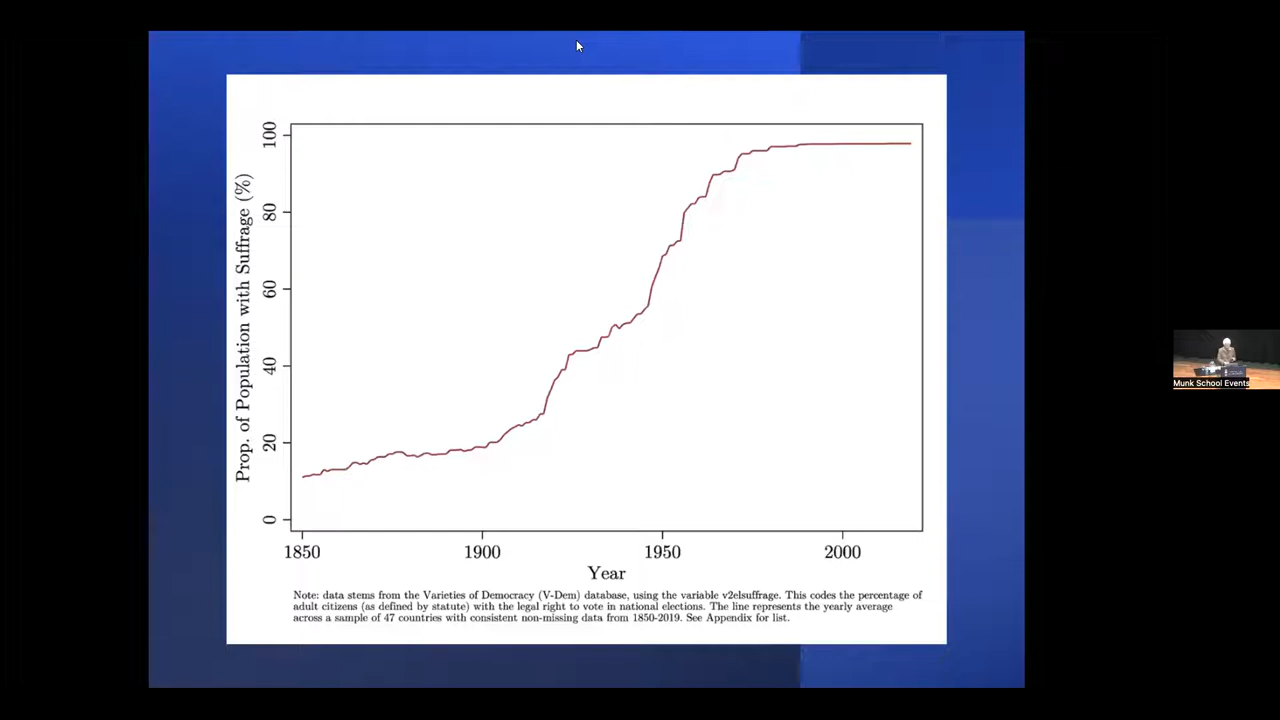 Prop. of Population with Suffrage (%)
100
80
60
40
20
0
1850 1900 1950 2000
Year
Note: data stems from the Varieties of Democracy (V-Dem) database, using the variable v2elsuffrage. This codes the percentage of
adult citizens (as defined by statute) with the legal right to vote in national elections. The line represents the yearly average
across a sample of 47 countries with consistent non-missing data from 1850-2019. See Appendix for list.
Munk School Events